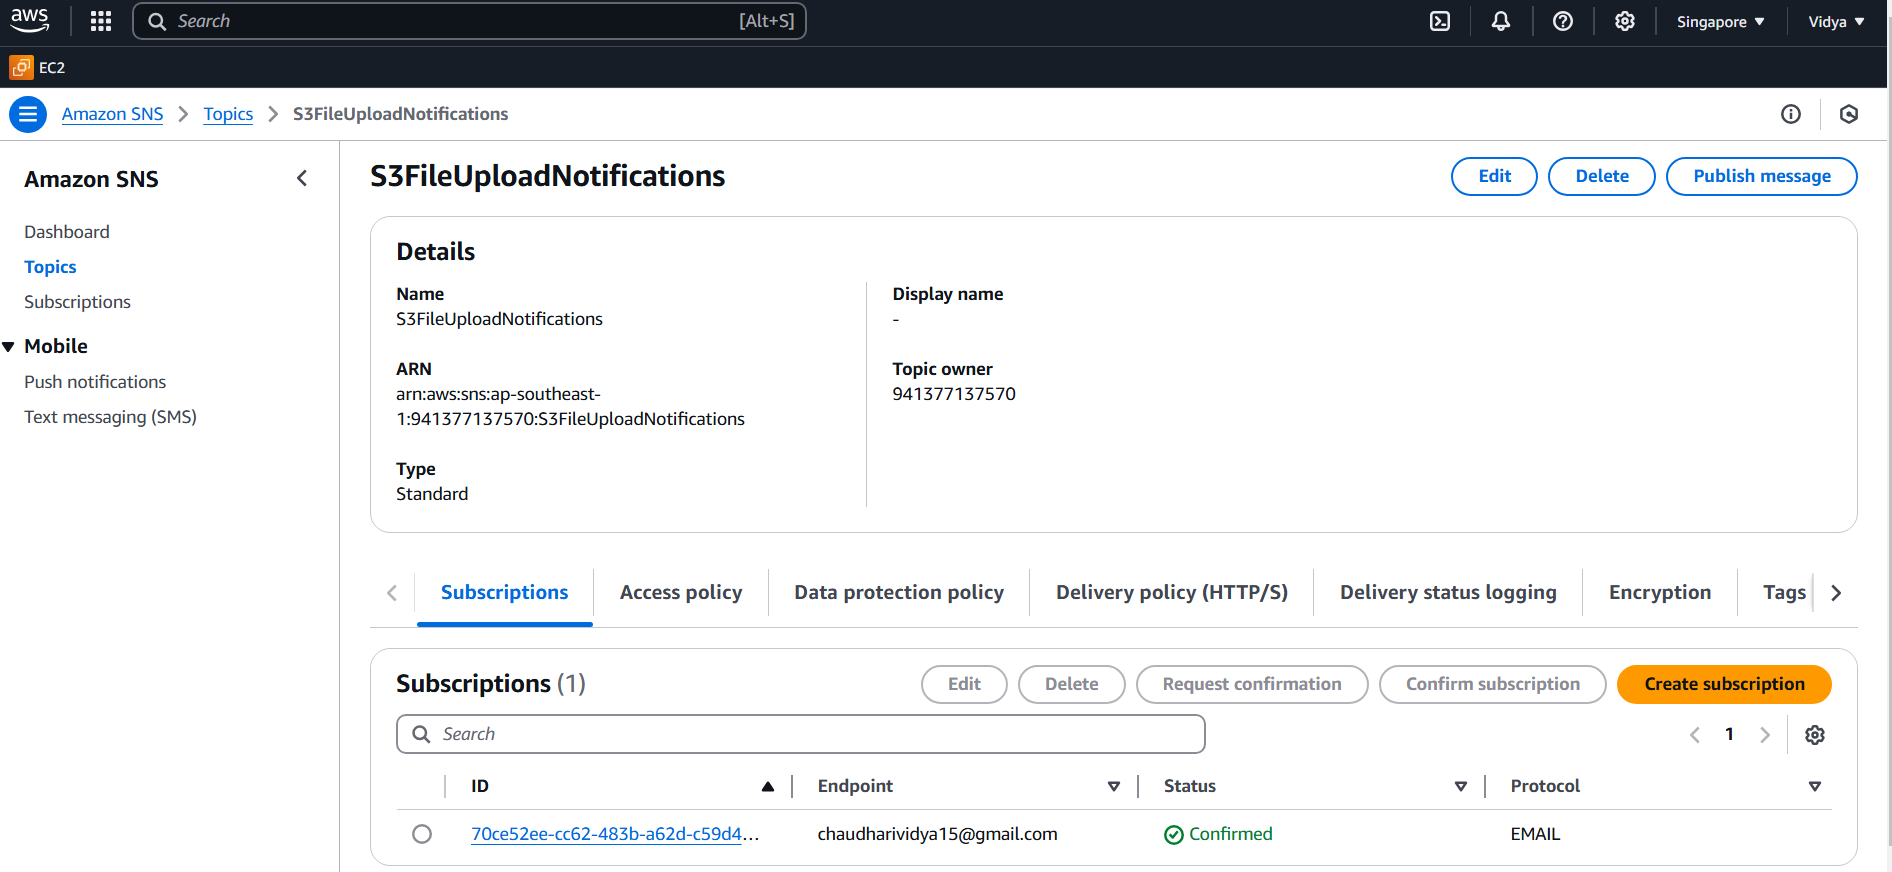 aws
Search [Alt+S]
Singapore
Vidya
EC2
Amazon SNS
Topics
S3FileUploadNotifications
Amazon SNS
Dashboard
Topics
Subscriptions
Mobile
Push notifications
Text messaging (SMS)
S3FileUploadNotifications
Edit
Delete
Publish message
Details
Name
S3FileUploadNotifications
ARN
arn:aws:sns:ap-southeast-
1:941377137570:S3FileUploadNotifications
Type
Standard
Display name
-
Topic owner
941377137570
Subscriptions
Access policy
Data protection policy
Delivery policy (HTTP/S)
Delivery status logging
Encryption
Tags
Subscriptions (1)
Edit
Delete
Request confirmation
Confirm subscription
Create subscription
Search
1
ID Endpoint Status Protocol
70ce52ee-cc62-483b-a62d-c59d4... chaudharividya15@gmail.com Confirmed EMAIL